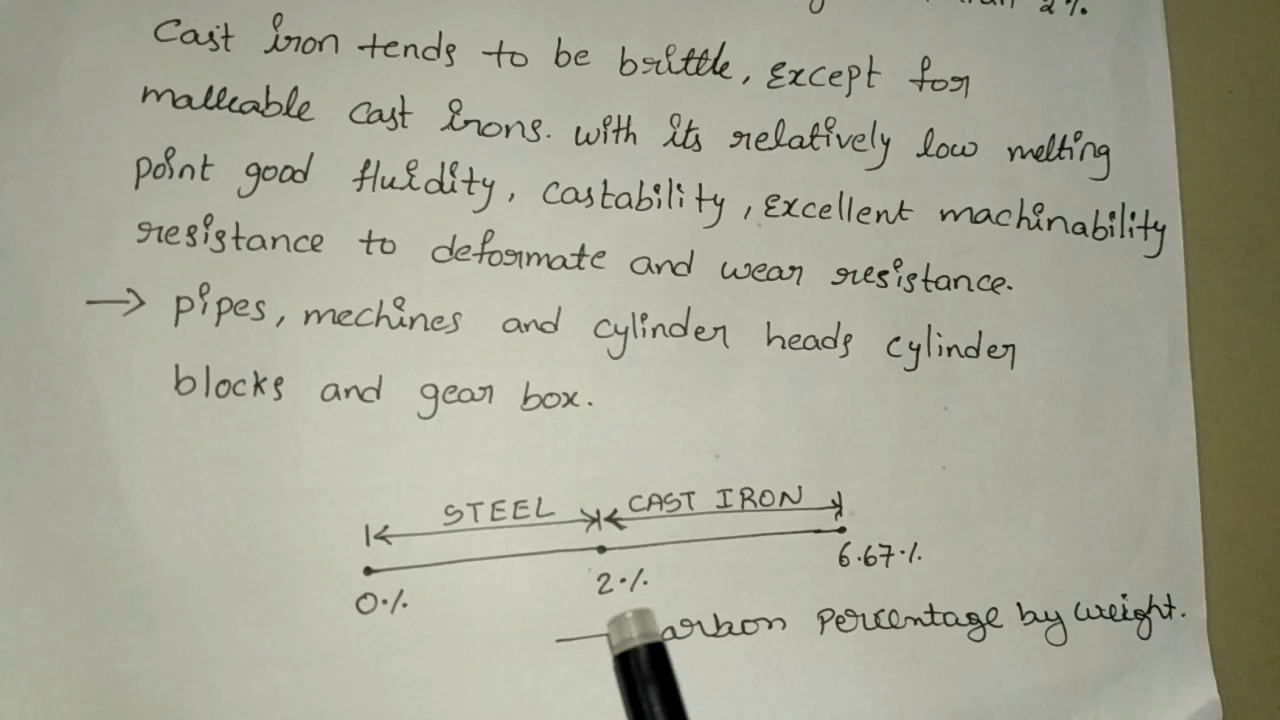 2%.
Cast iron tends to be brittle, except for
malleable cast irons. with its relatively low melting
point good fluidity, castability, excellent machinability
resistance to deformate and wear resistance.
→ pipes, mechines and cylinder heads cylinder
blocks and gear box.
STEEL CAST IRON
0% 2% 6.67%
percentage by weight.